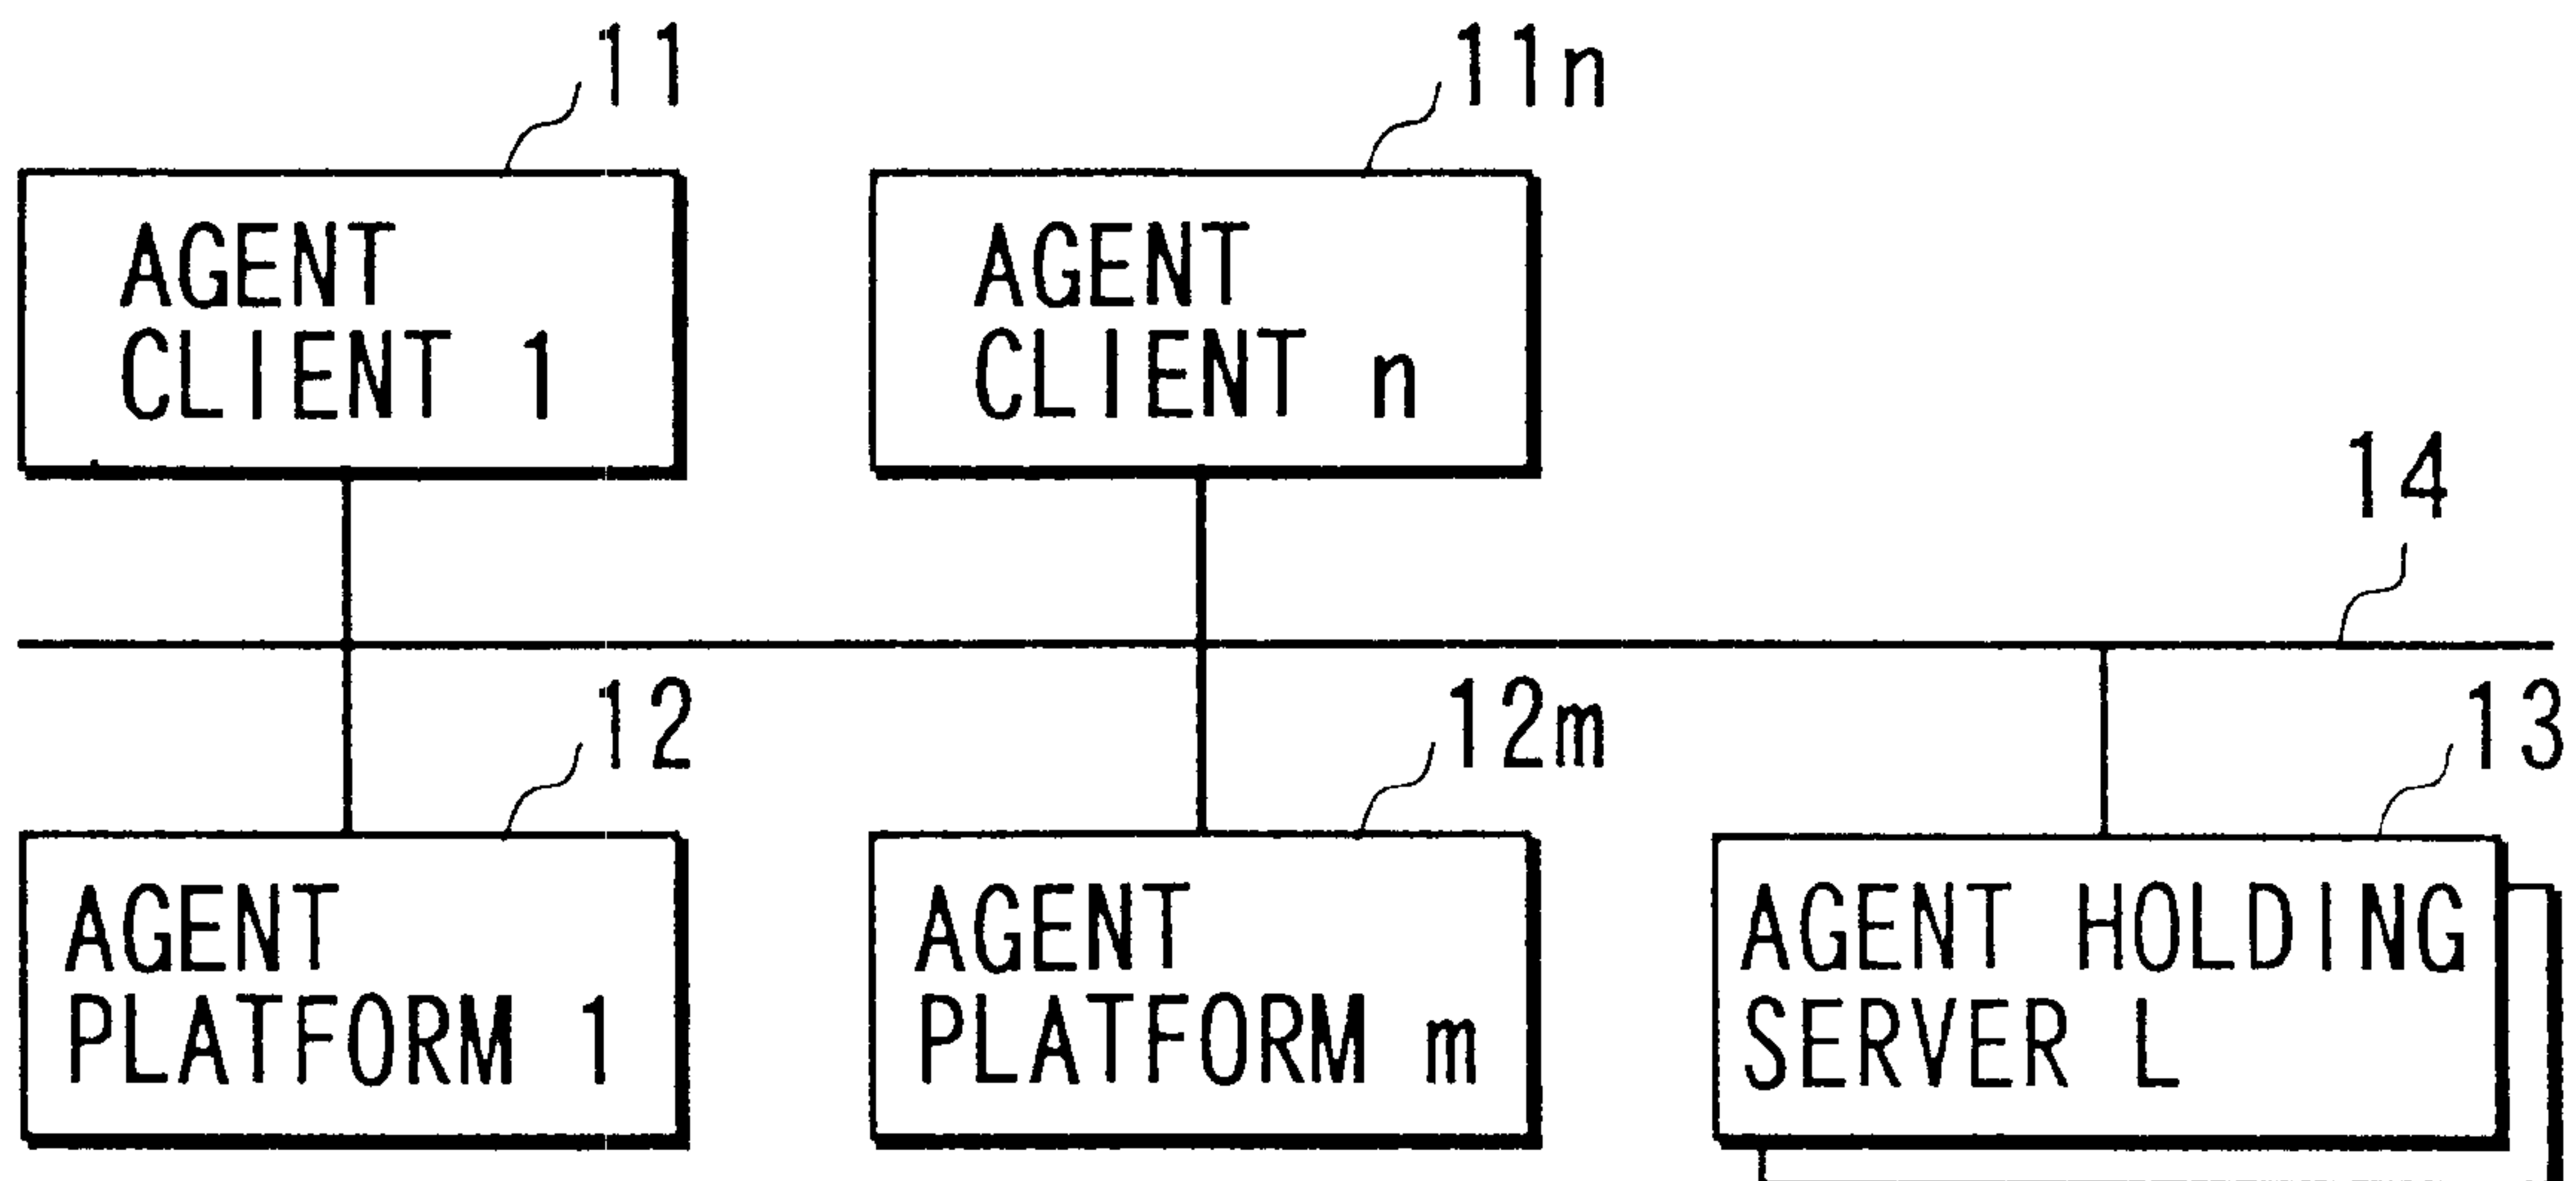 11
11n
AGENT
CLIENT 1
AGENT
CLIENT n
14
12
12m
13
AGENT
PLATFORM 1
AGENT
PLATFORM m
AGENT HOLDING
SERVER L